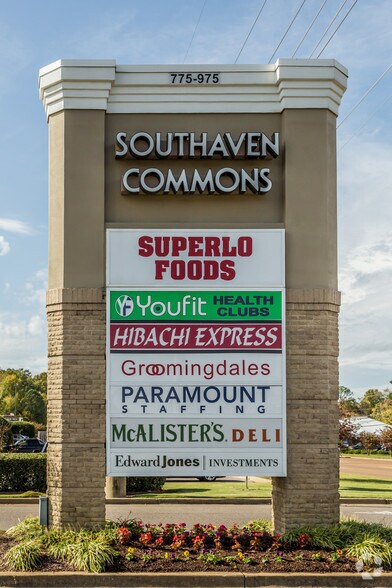 775-975
SOUTHAVEN
COMMONS
SUPERLO
FOODS
Youfit HEALTH
CLUBS
HIBACHI EXPRESS
Groomingdales
PARAMOUNT
STAFFING
MCALISTER'S DELI
Edward Jones | INVESTMENTS